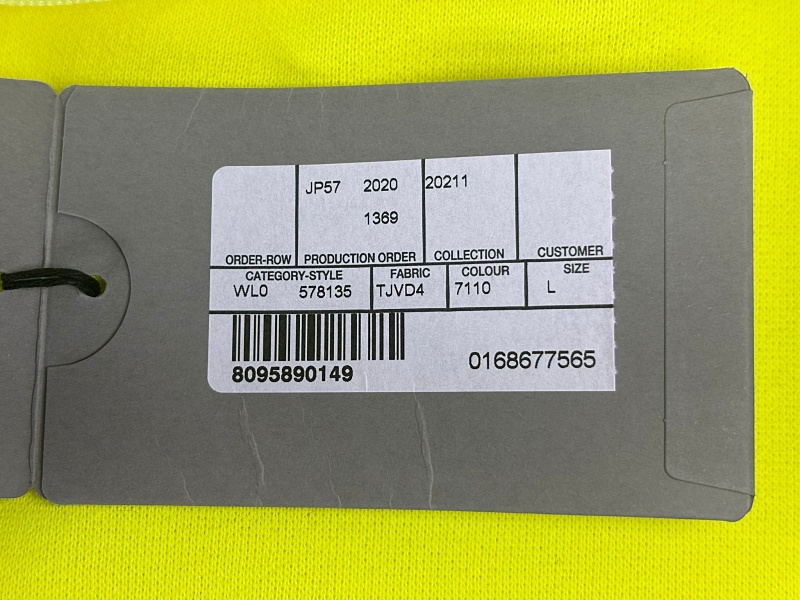 JP57 2020 20211
1369
ORDER-ROW PRODUCTION ORDER COLLECTION CUSTOMER
CATEGORY-STYLE FABRIC COLOUR SIZE
WL0 578135 TJVD4 7110 L
8095890149 0168677565